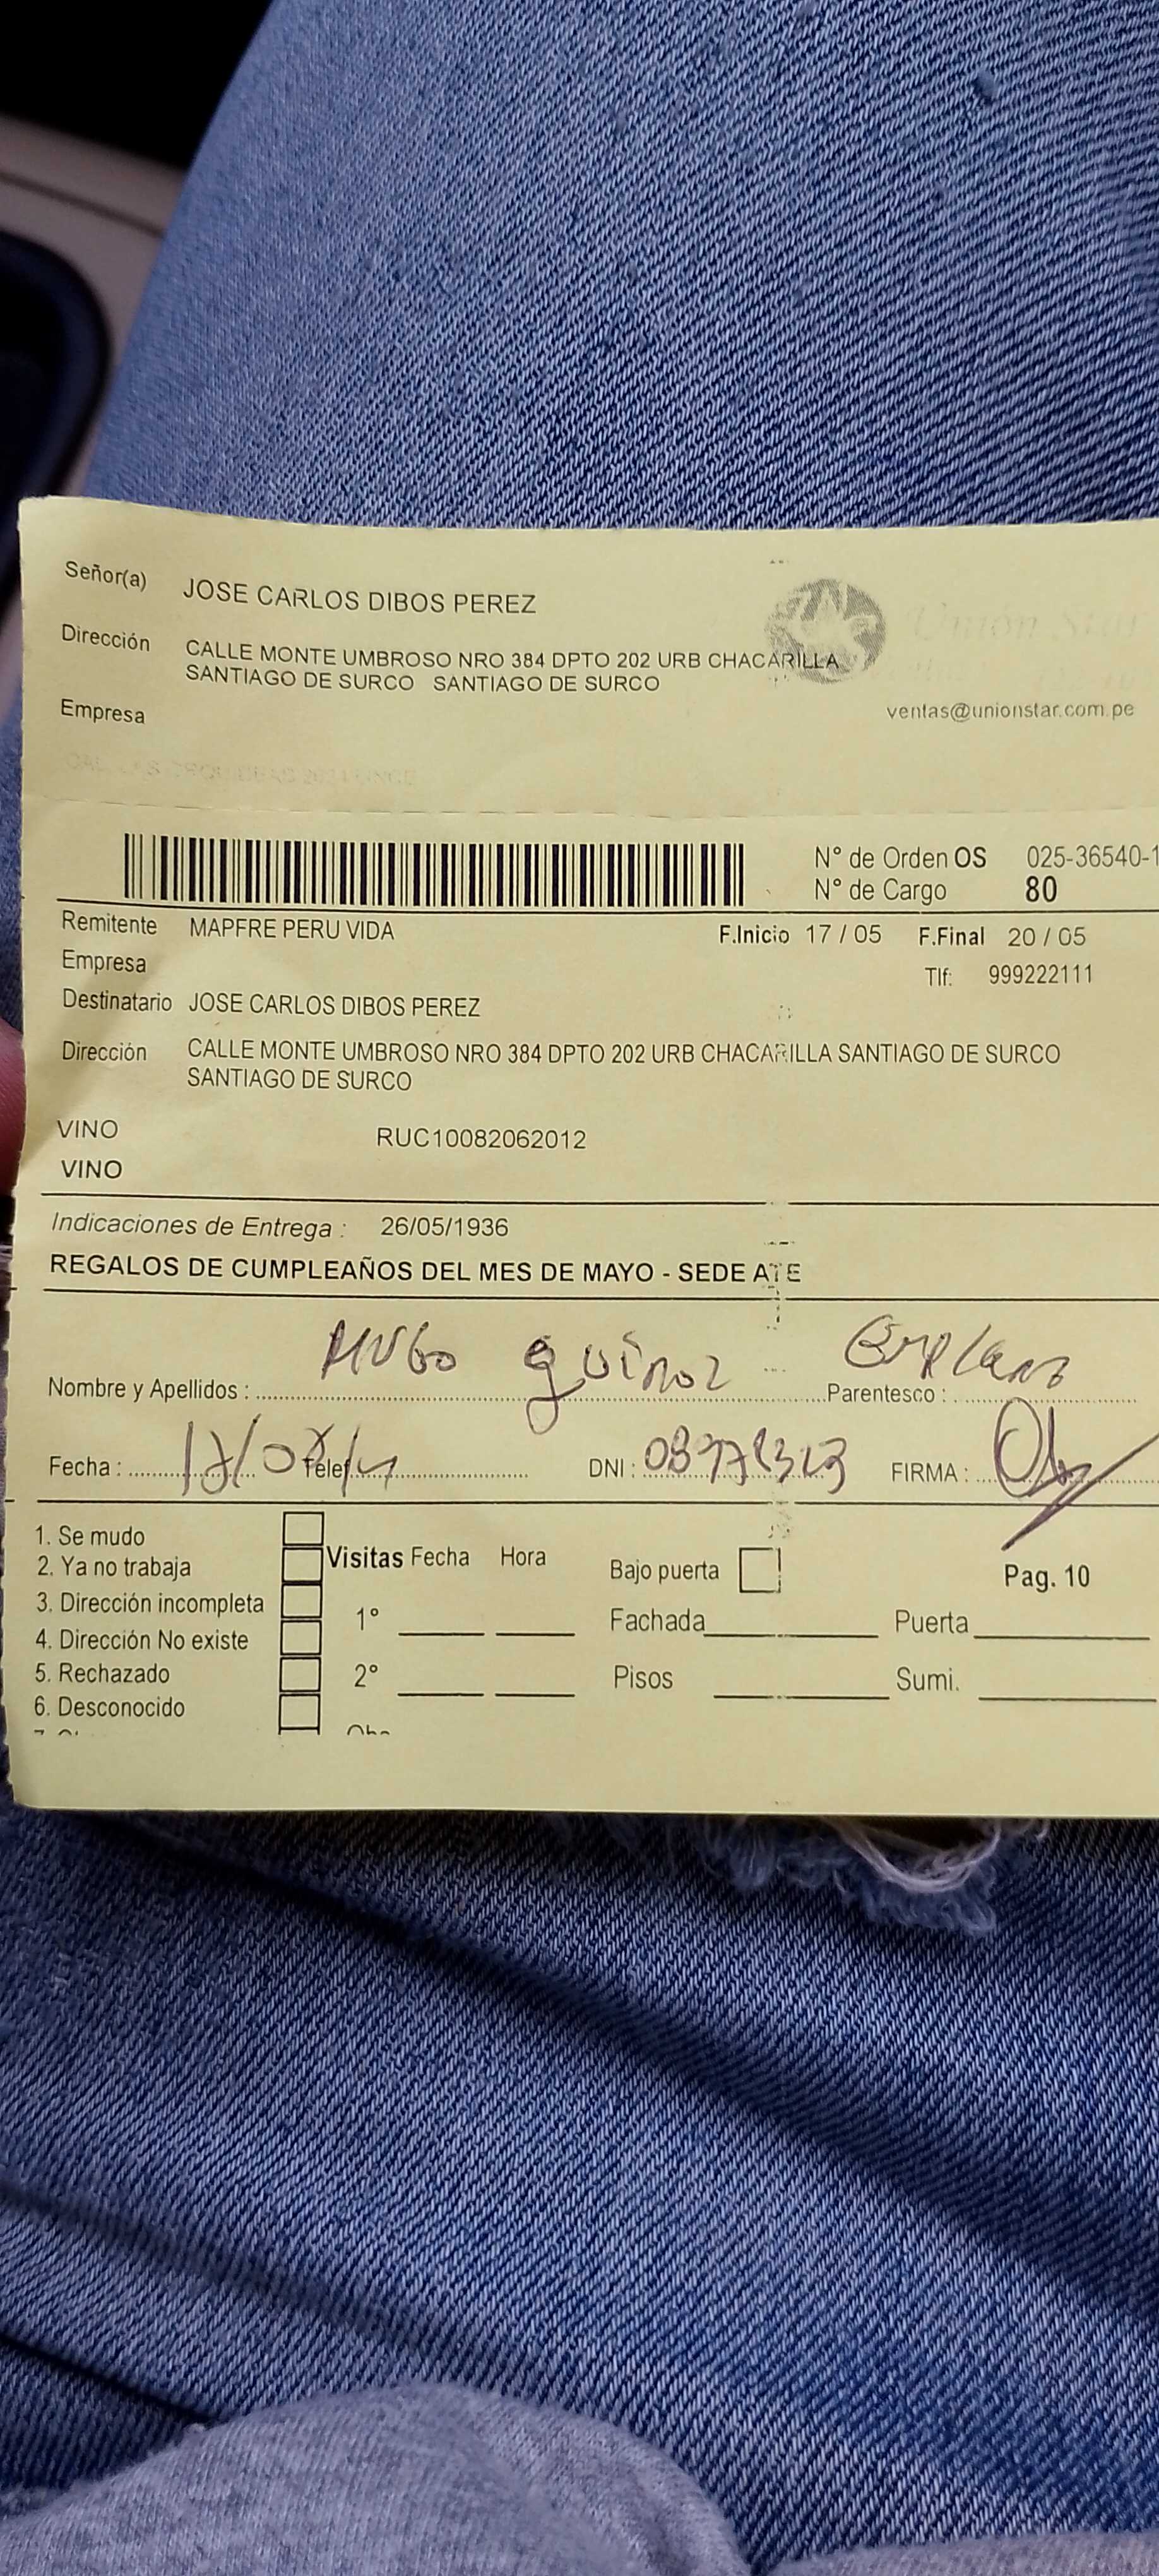 Señor(a) JOSE CARLOS DIBOS PEREZ
Dirección CALLE MONTE UMBROSO NRO 384 DPTO 202 URB CHACARILLA
SANTIAGO DE SURCO SANTIAGO DE SURCO
Unión Star
Empresa
ventas@unionstar.com.pe
N° de Orden OS 025-36540-1
N° de Cargo 80
Remitente MAPFRE PERU VIDA F.Inicio 17 / 05 F.Final 20 / 05
Empresa Tlf: 999222111
Destinatario JOSE CARLOS DIBOS PEREZ
Dirección CALLE MONTE UMBROSO NRO 384 DPTO 202 URB CHACARILLA SANTIAGO DE SURCO
SANTIAGO DE SURCO
VINO RUC10082062012
VINO
Indicaciones de Entrega : 26/05/1936
REGALOS DE CUMPLEAÑOS DEL MES DE MAYO - SEDE ATE
Nombre y Apellidos : Hugo Parentesco :
Fecha : Telef DNI : FIRMA :
1. Se mudo
2. Ya no trabaja
3. Dirección incompleta
4. Dirección No existe
5. Rechazado
6. Desconocido
Visitas Fecha Hora
1°
2°
Bajo puerta Pag. 10
Fachada Puerta
Pisos Sumi.